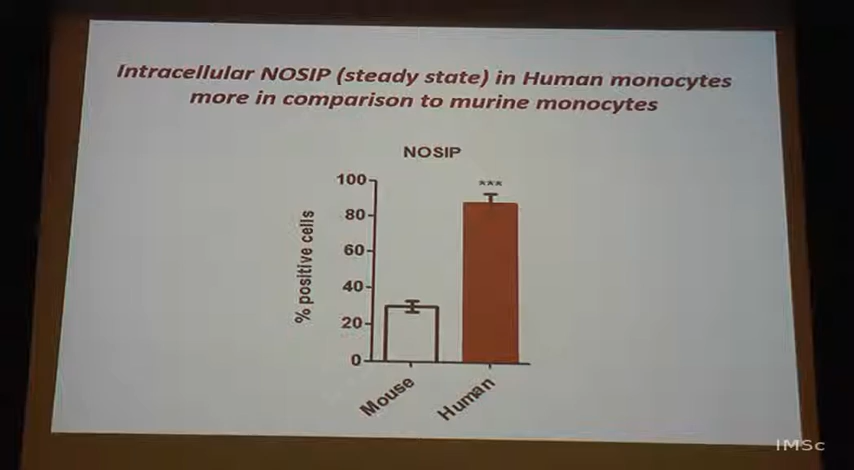 Intracellular NOSIP (steady state) in Human monocytes
more in comparison to murine monocytes
NOSIP
% positive cells
100
80
60
40
20
0
***
Mouse
Human
IMSc